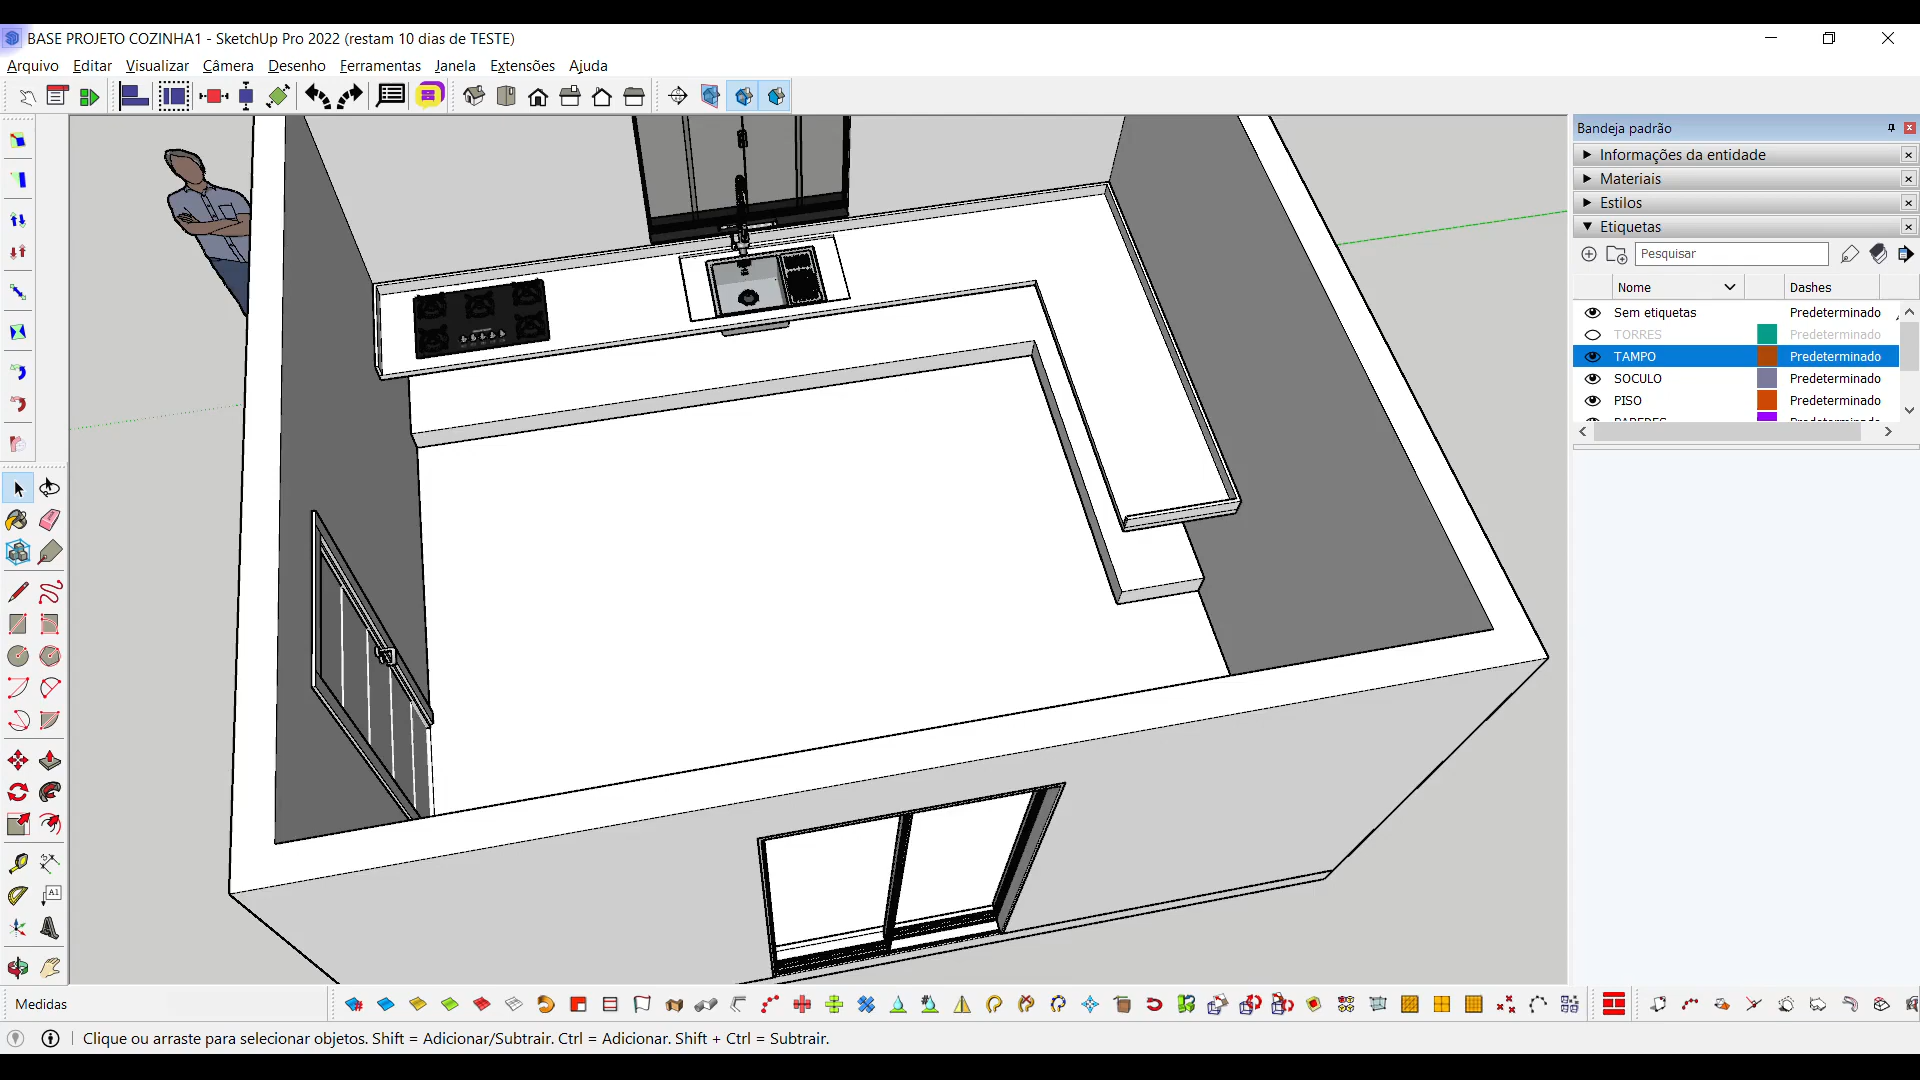 BASE PROJETO COZINHA1 - SketchUp Pro 2022 (restam 10 dias de TESTE)
Arquivo Editar Visualizar Câmera Desenho Ferramentas Janela Extensões Ajuda
Bandeja padrão
Informações da entidade
Materiais
Estilos
Etiquetas
Pesquisar
Nome Dashes
Sem etiquetas Predeterminado
TORRES Predeterminado
TAMPO Predeterminado
SOCULO Predeterminado
PISO Predeterminado
A1
Medidas
Clique ou arraste para selecionar objetos. Shift = Adicionar/Subtrair. Ctrl = Adicionar. Shift + Ctrl = Subtrair.